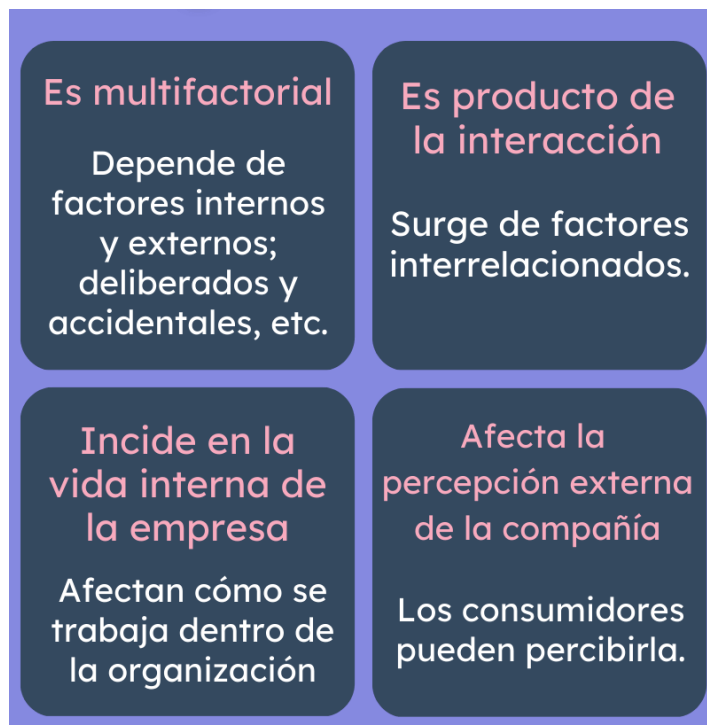 Es multifactorial
Depende de
factores internos
y externos;
deliberados y
accidentales, etc.
Es producto de
la interacción
Surge de factores
interrelacionados.
Incide en la
vida interna de
la empresa
Afectan cómo se
trabaja dentro de
la organización
Afecta la
percepción externa
de la compañía
Los consumidores
pueden percibirla.